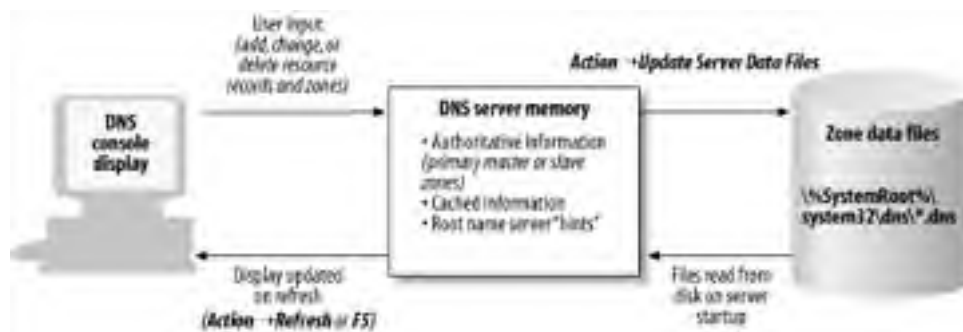 User input
(add, change, or
delete resource
records and zones)
Action →Update Server Data Files
DNS
console
display
DNS server memory
• Authoritative information
(primary master or slave
zones)
• Cached information
• Root name server "hints"
Zone data files
\%SystemRoot%\
system32\dns\*.dns
Display updated
on refresh
(Action →Refresh or F5)
Files read from
disk on server
startup